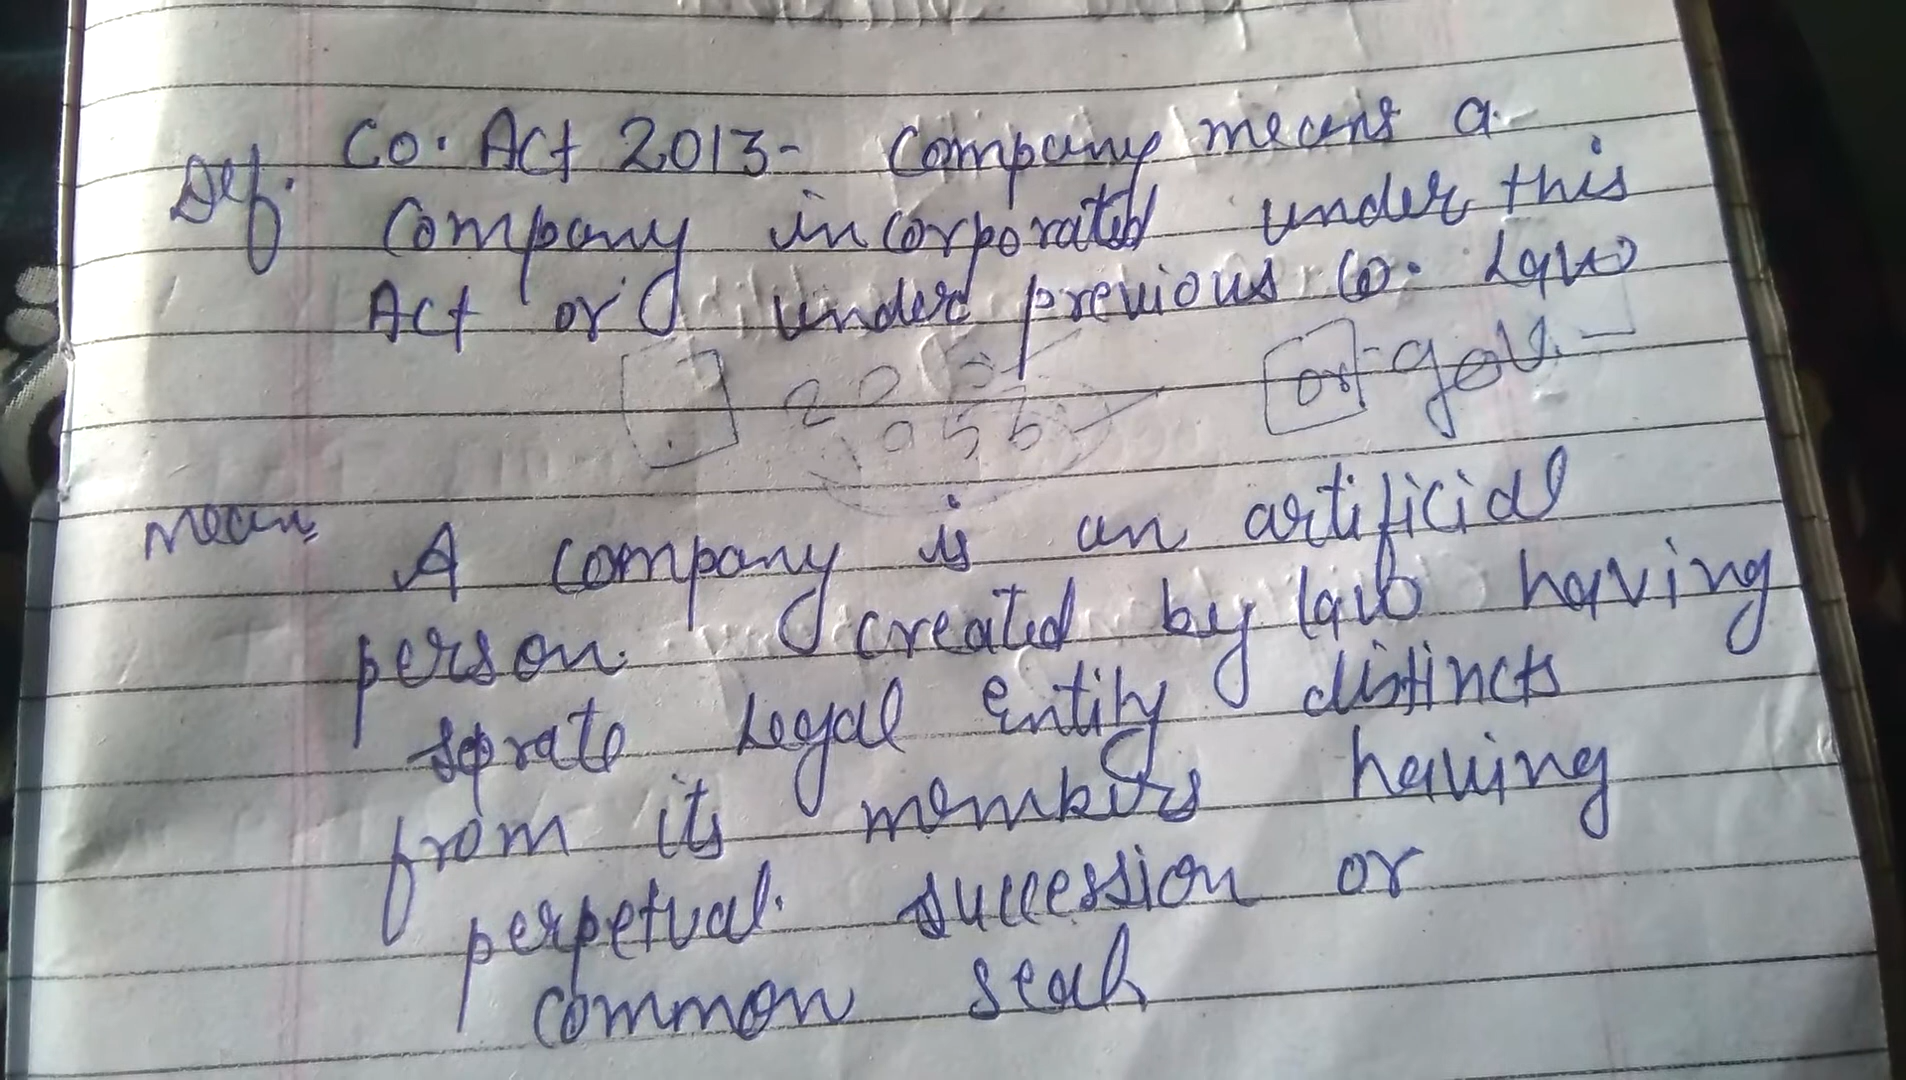 Co. Act 2013- Company means a
Def. Company incorporated under this
Act or under previous Co. Law
2013 or gov.
1956
Mean, A company is an artificial
person created by law having
seprate Legal Entity distincts
from its members having
perpetual succession or
common seal